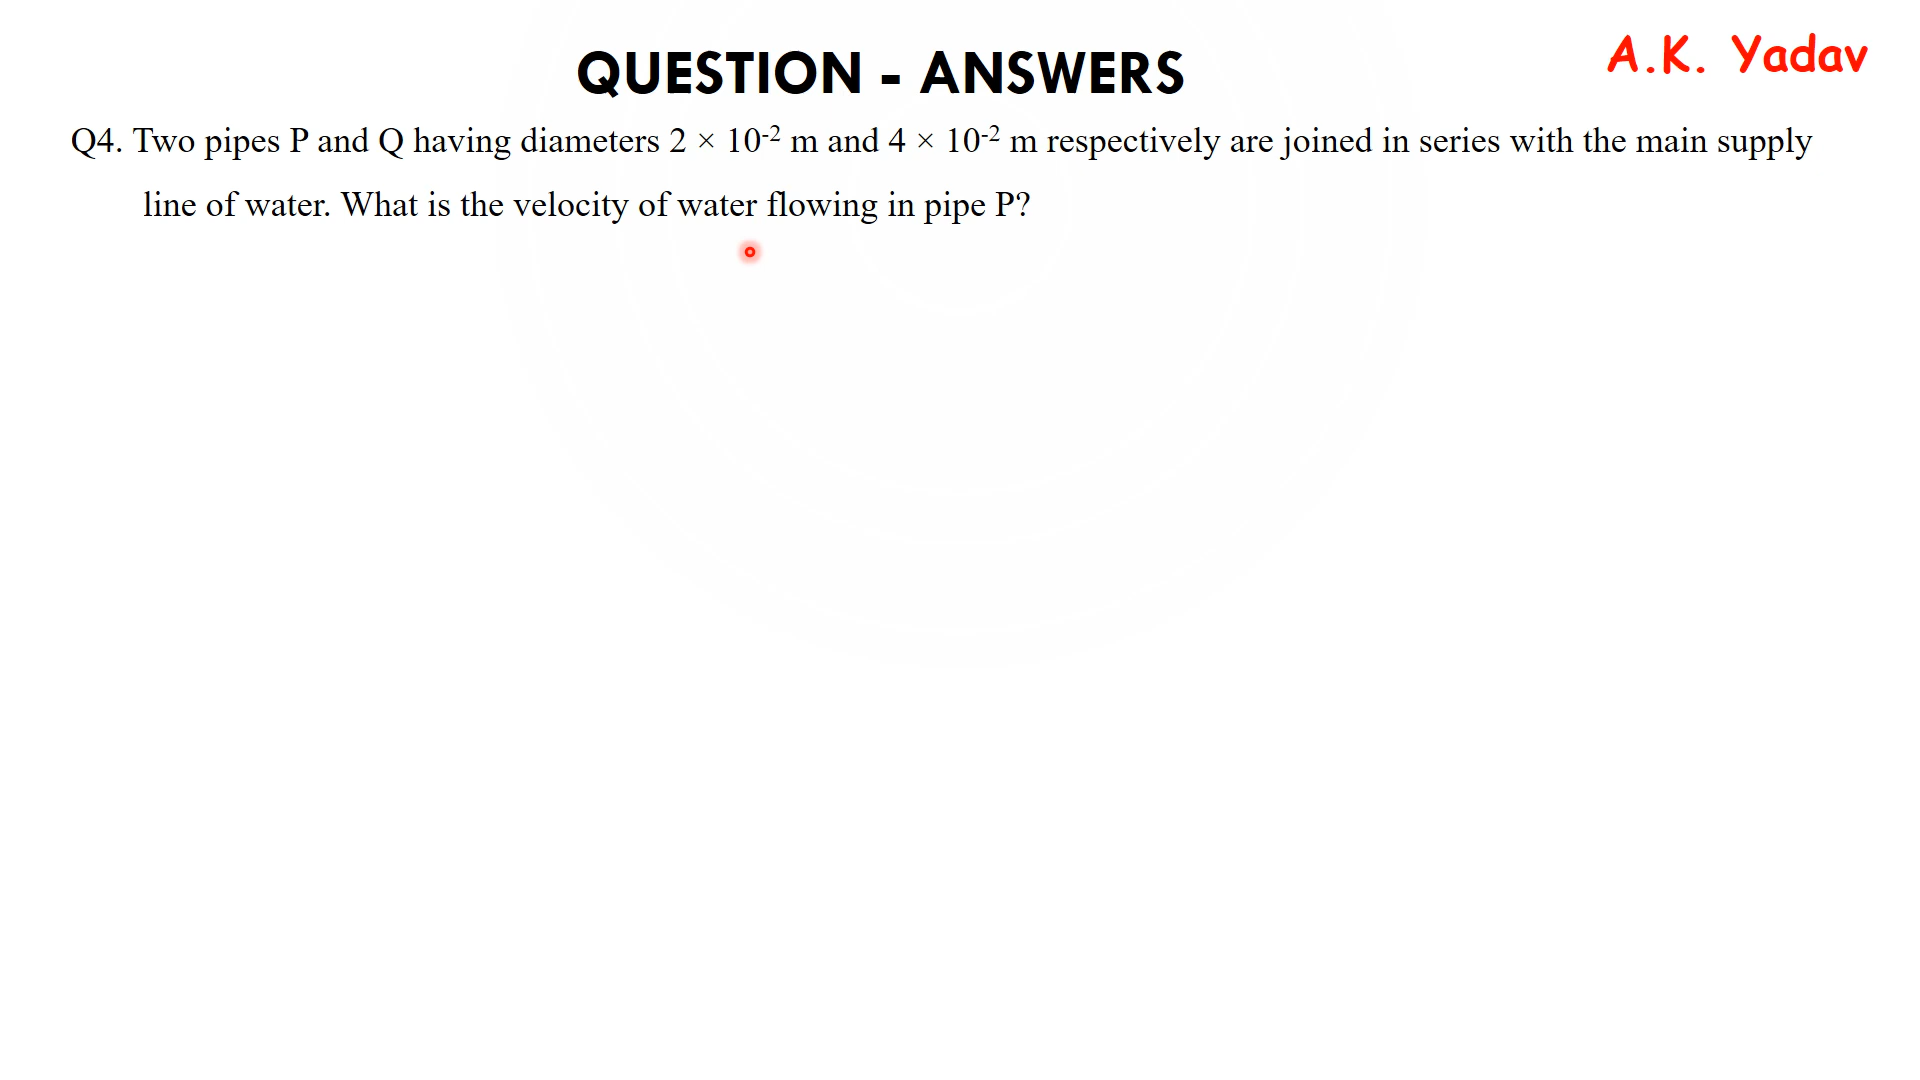 QUESTION - ANSWERS
A.K. Yadav
Q4. Two pipes P and Q having diameters 2 × 10⁻² m and 4 × 10⁻² m respectively are joined in series with the main supply
line of water. What is the velocity of water flowing in pipe P?